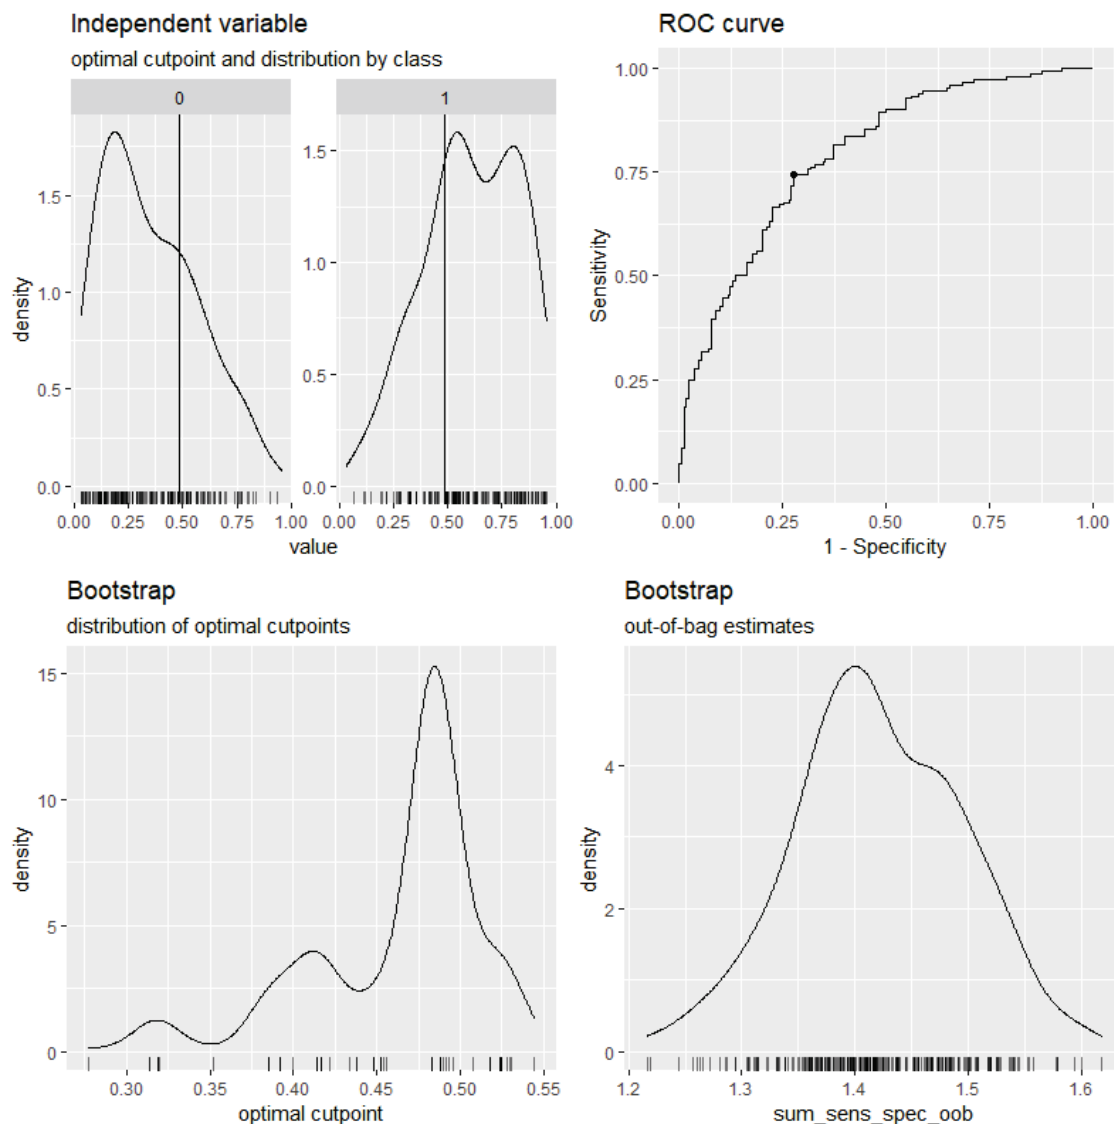 Independent variable
optimal cutpoint and distribution by class
0
1
density
1.5
1.0
0.5
0.0
1.5
1.0
0.5
0.0
0.00 0.25 0.50 0.75 1.00
0.00 0.25 0.50 0.75 1.00
value
ROC curve
Sensitivity
1.00
0.75
0.50
0.25
0.00
0.00 0.25 0.50 0.75 1.00
1 - Specificity
Bootstrap
distribution of optimal cutpoints
density
15
10
5
0
0.30 0.35 0.40 0.45 0.50 0.55
optimal cutpoint
Bootstrap
out-of-bag estimates
density
4
2
0
1.2 1.3 1.4 1.5 1.6
sum_sens_spec_oob